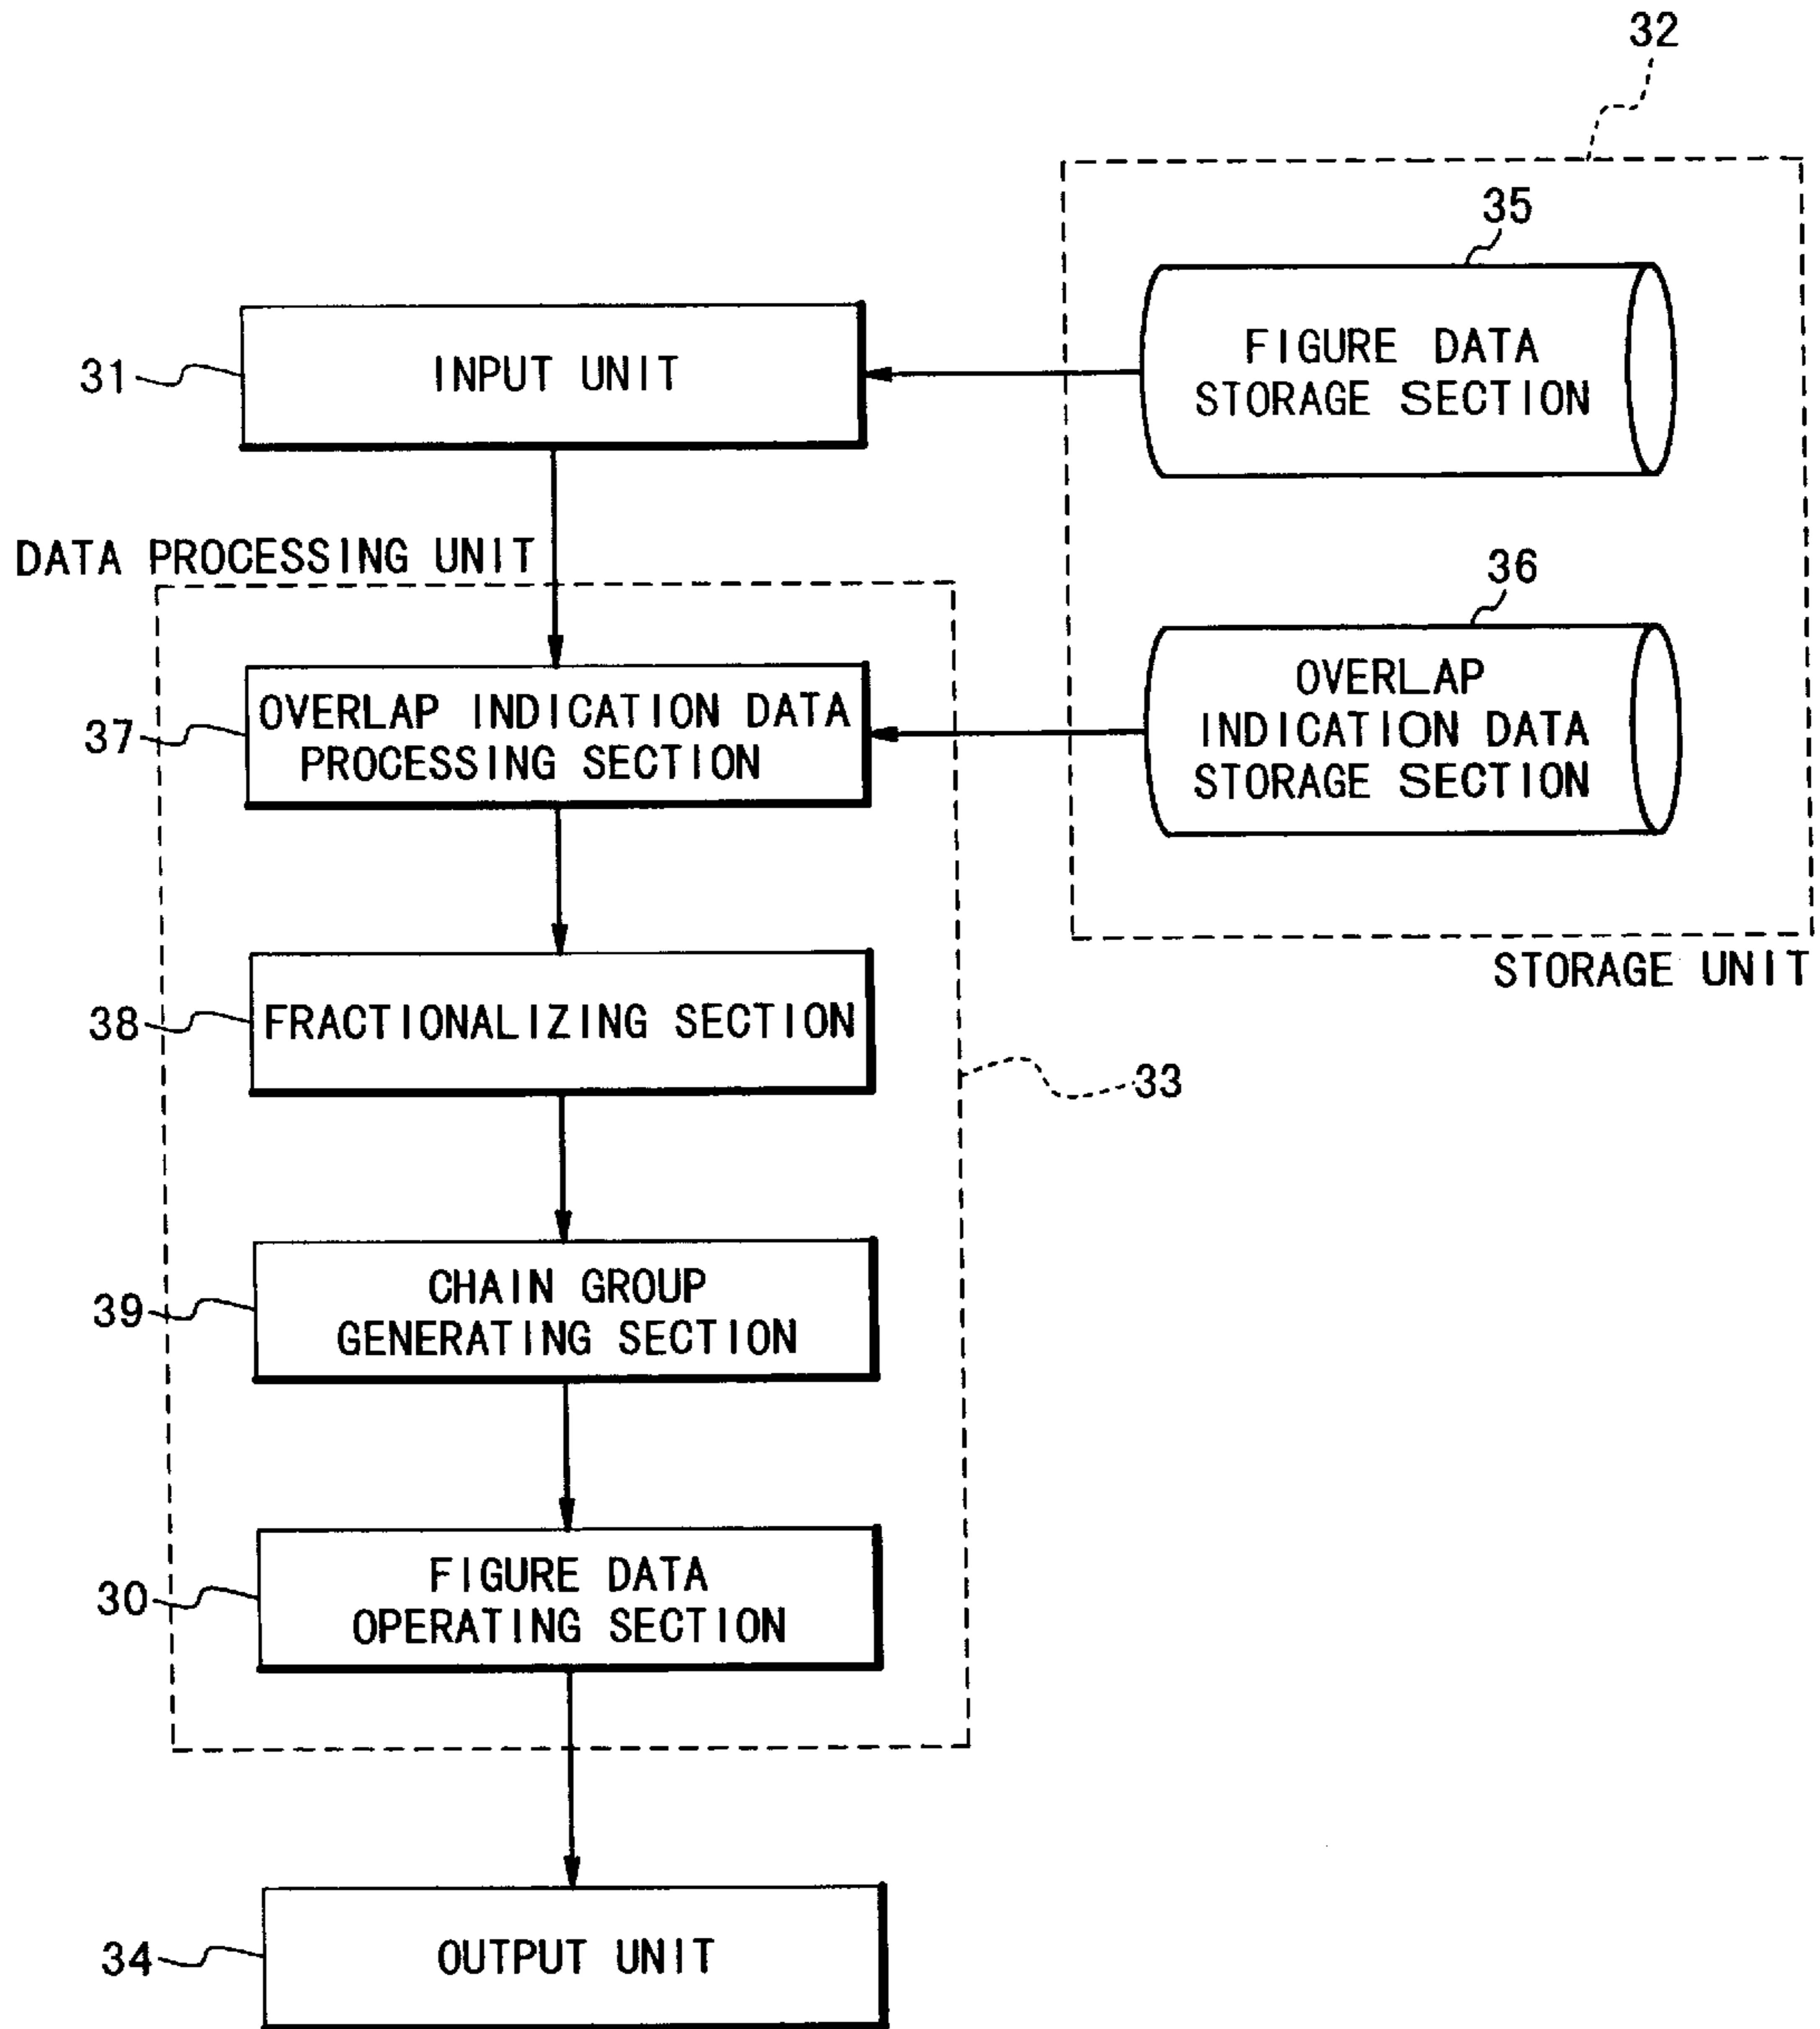 32
35
31
INPUT UNIT
FIGURE DATA
STORAGE SECTION
DATA PROCESSING UNIT
36
37
OVERLAP INDICATION DATA
PROCESSING SECTION
OVERLAP
INDICATION DATA
STORAGE SECTION
STORAGE UNIT
38
FRACTIONALIZING SECTION
33
39
CHAIN GROUP
GENERATING SECTION
30
FIGURE DATA
OPERATING SECTION
34
OUTPUT UNIT